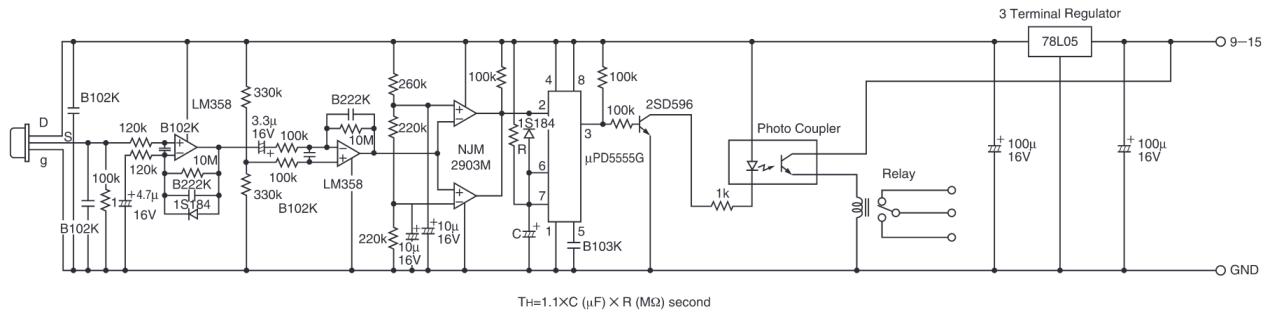 3 Terminal Regulator
78L05
9–15
B102K
LM358
330k
3.3μ
16V
B222K
10M
260k
100k
4
8
100k
100k
2SD596
2
3
1S184
R
μPD5555G
Photo Coupler
D
S
g
120k
B102K
120k
10M
B222K
1S184
100k
100k
LM358
220k
NJM
2903M
6
7
100μ
16V
100μ
16V
Relay
1k
100k
1
4.7μ
16V
B102K
330k
B102K
220k
10μ
16V
10μ
16V
C
1
5
B103K
GND
TH=1.1×C (μF) × R (MΩ) second